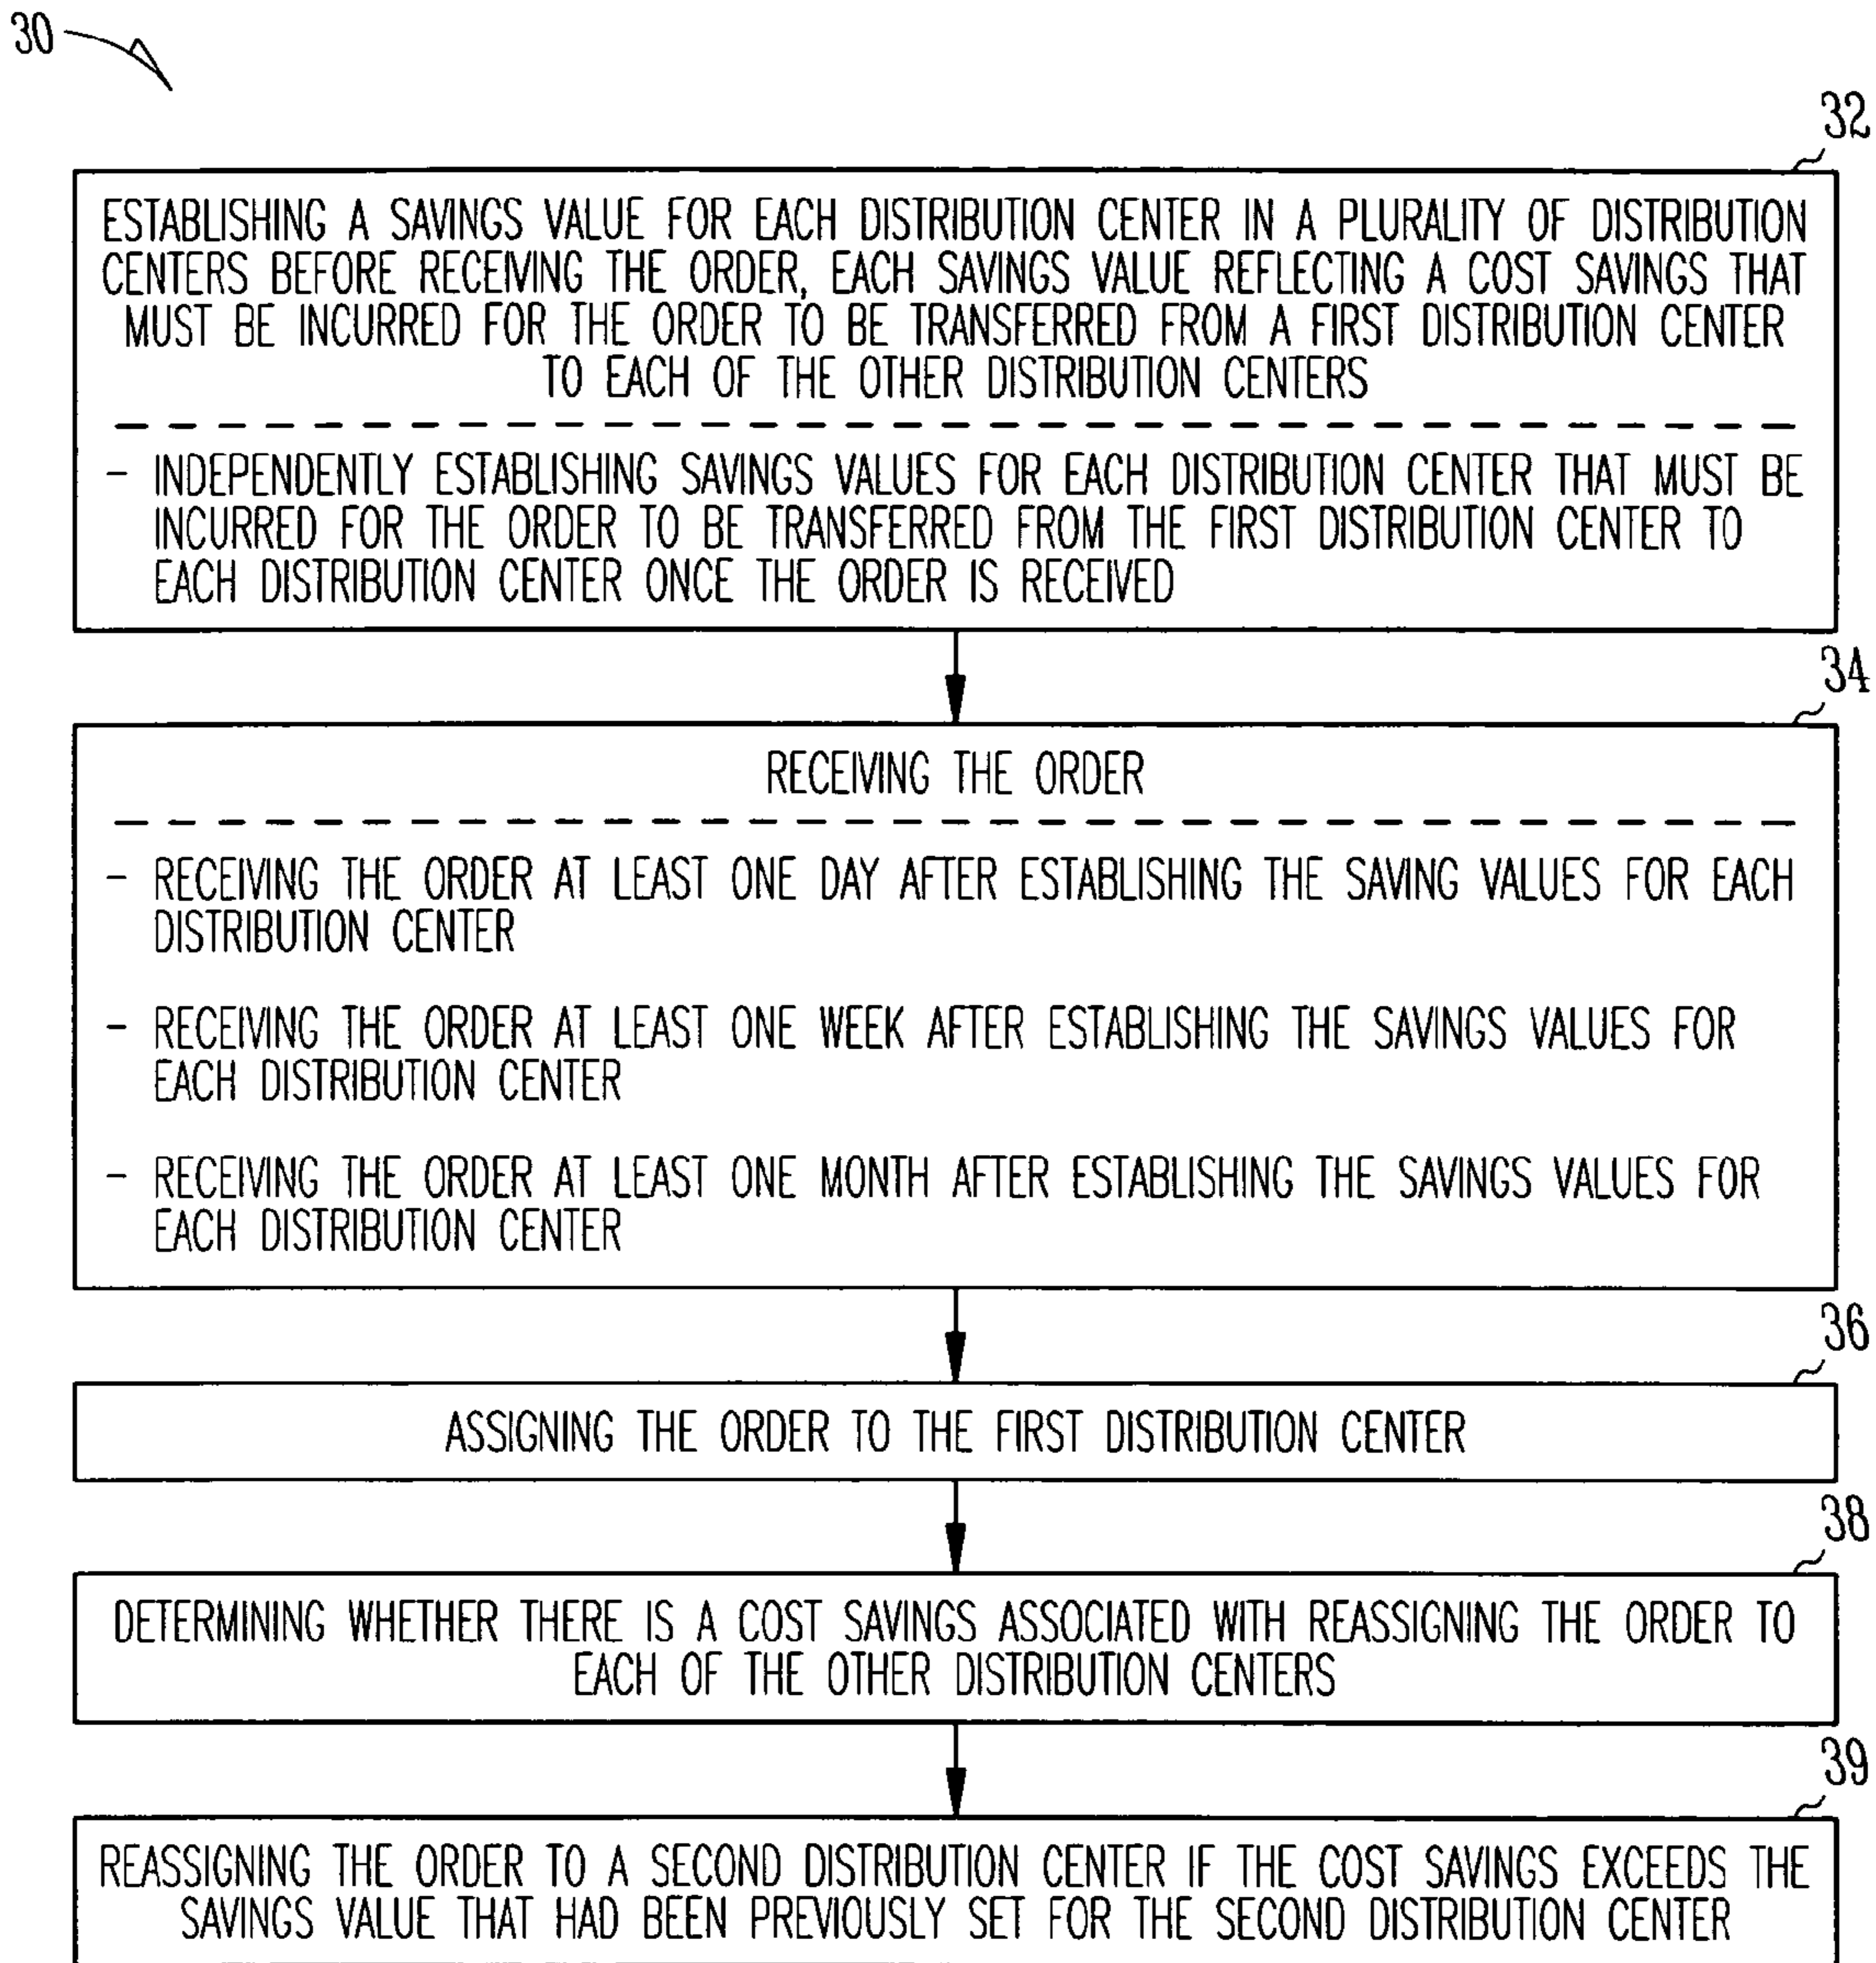 30
32
ESTABLISHING A SAVINGS VALUE FOR EACH DISTRIBUTION CENTER IN A PLURALITY OF DISTRIBUTION
CENTERS BEFORE RECEIVING THE ORDER, EACH SAVINGS VALUE REFLECTING A COST SAVINGS THAT
MUST BE INCURRED FOR THE ORDER TO BE TRANSFERRED FROM A FIRST DISTRIBUTION CENTER
TO EACH OF THE OTHER DISTRIBUTION CENTERS
- INDEPENDENTLY ESTABLISHING SAVINGS VALUES FOR EACH DISTRIBUTION CENTER THAT MUST BE
INCURRED FOR THE ORDER TO BE TRANSFERRED FROM THE FIRST DISTRIBUTION CENTER TO
EACH DISTRIBUTION CENTER ONCE THE ORDER IS RECEIVED
34
RECEIVING THE ORDER
- RECEIVING THE ORDER AT LEAST ONE DAY AFTER ESTABLISHING THE SAVING VALUES FOR EACH
DISTRIBUTION CENTER
- RECEIVING THE ORDER AT LEAST ONE WEEK AFTER ESTABLISHING THE SAVINGS VALUES FOR
EACH DISTRIBUTION CENTER
- RECEIVING THE ORDER AT LEAST ONE MONTH AFTER ESTABLISHING THE SAVINGS VALUES FOR
EACH DISTRIBUTION CENTER
36
ASSIGNING THE ORDER TO THE FIRST DISTRIBUTION CENTER
38
DETERMINING WHETHER THERE IS A COST SAVINGS ASSOCIATED WITH REASSIGNING THE ORDER TO
EACH OF THE OTHER DISTRIBUTION CENTERS
39
REASSIGNING THE ORDER TO A SECOND DISTRIBUTION CENTER IF THE COST SAVINGS EXCEEDS THE
SAVINGS VALUE THAT HAD BEEN PREVIOUSLY SET FOR THE SECOND DISTRIBUTION CENTER